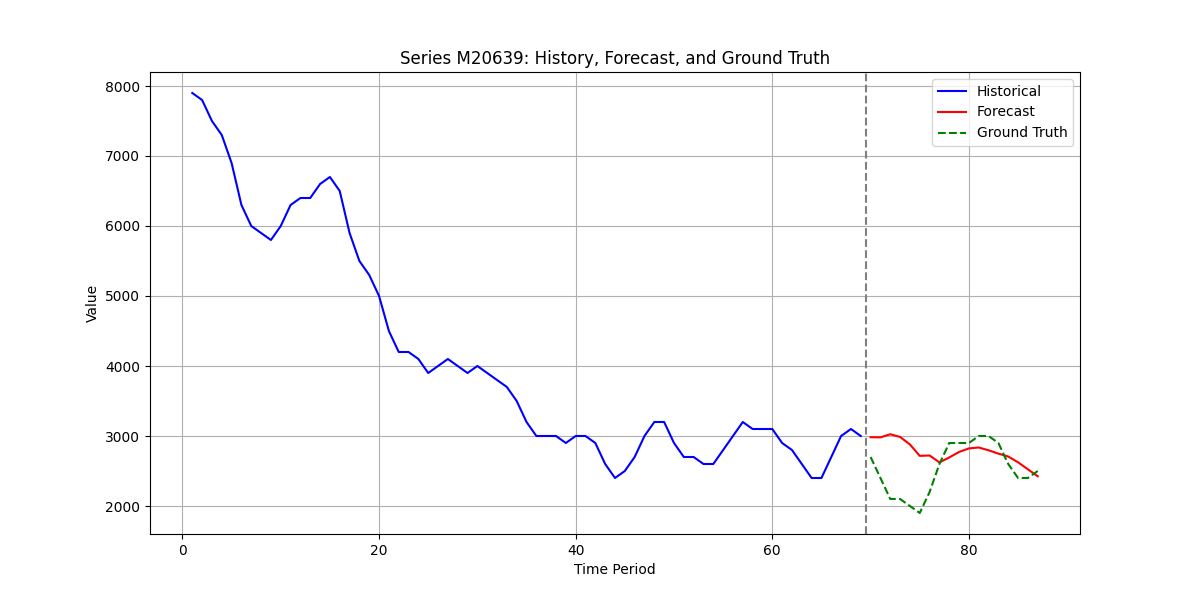 Series M20639: History, Forecast, and Ground Truth
Historical
Forecast
Ground Truth
Value
8000
7000
6000
5000
4000
3000
2000
0
20
40
60
80
Time Period